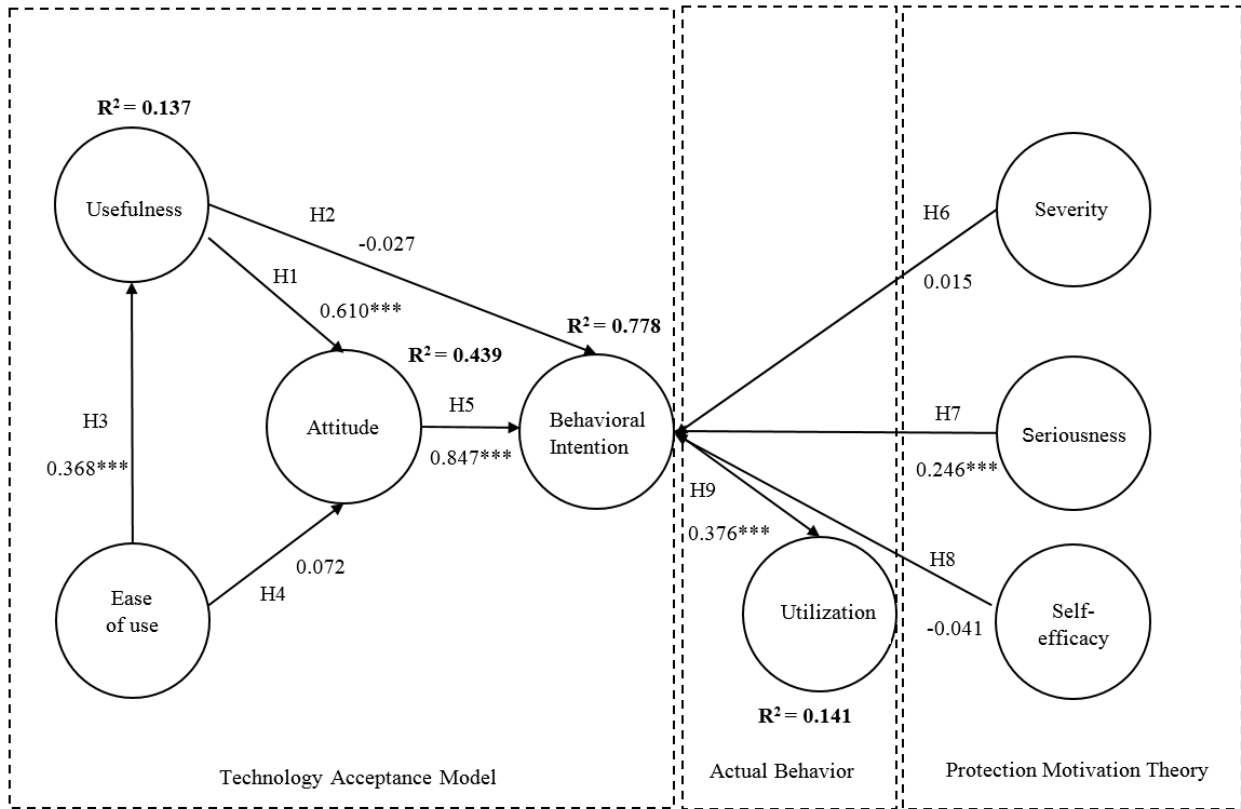 R² = 0.137
Usefulness
H2
-0.027
H1
0.610***
R² = 0.439
R² = 0.778
H3
0.368***
Attitude
H5
0.847***
Behavioral
Intention
Ease
of use
0.072
H4
H6
0.015
Severity
H7
0.246***
Seriousness
H9
0.376***
H8
-0.041
Utilization
R² = 0.141
Self-
efficacy
Technology Acceptance Model
Actual Behavior
Protection Motivation Theory